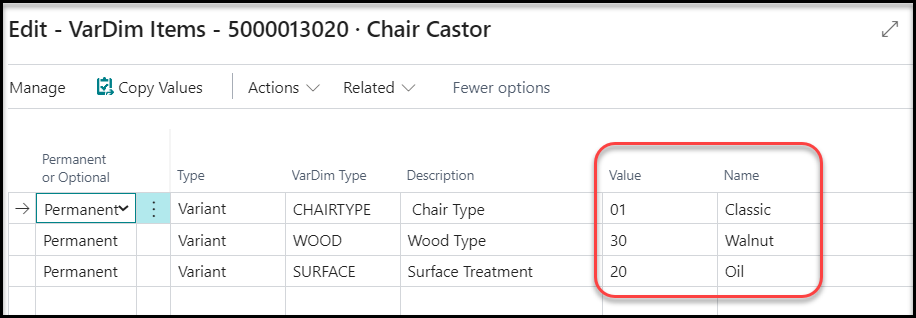 Edit - VarDim Items - 5000013020 · Chair Castor
Manage Copy Values Actions Related Fewer options
Permanent or Optional Type VarDim Type Description Value Name
Permanent Variant CHAIRTYPE Chair Type 01 Classic
Permanent Variant WOOD Wood Type 30 Walnut
Permanent Variant SURFACE Surface Treatment 20 Oil